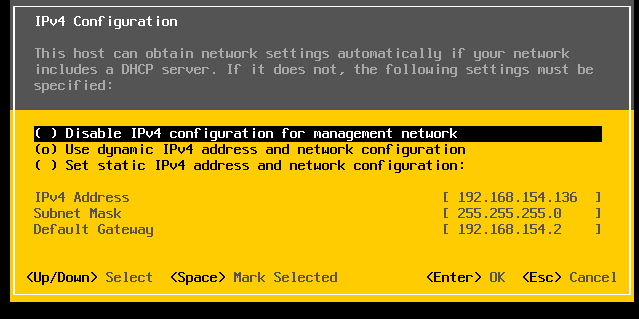 IPv4 Configuration
This host can obtain network settings automatically if your network
includes a DHCP server. If it does not, the following settings must be
specified:
( ) Disable IPv4 configuration for management network
(o) Use dynamic IPv4 address and network configuration
( ) Set static IPv4 address and network configuration:
IPv4 Address [ 192.168.154.136 ]
Subnet Mask [ 255.255.255.0 ]
Default Gateway [ 192.168.154.2 ]
<Up/Down> Select <Space> Mark Selected <Enter> OK <Esc> Cancel